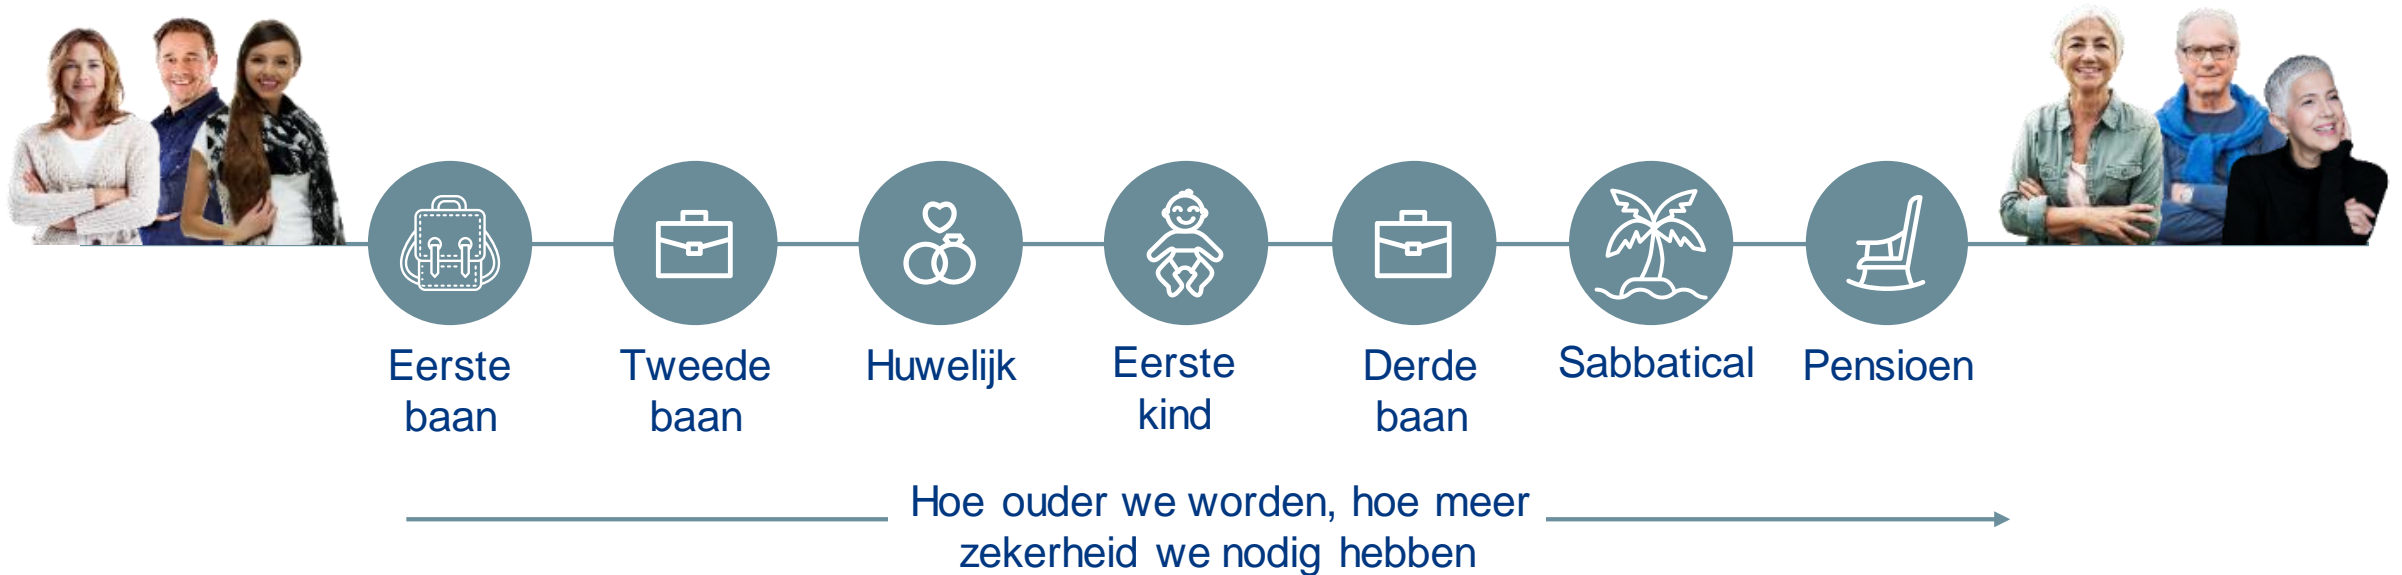 Eerste
baan
Tweede
baan
Huwelijk
Eerste
kind
Derde
baan
Sabbatical
Pensioen
Hoe ouder we worden, hoe meer
zekerheid we nodig hebben